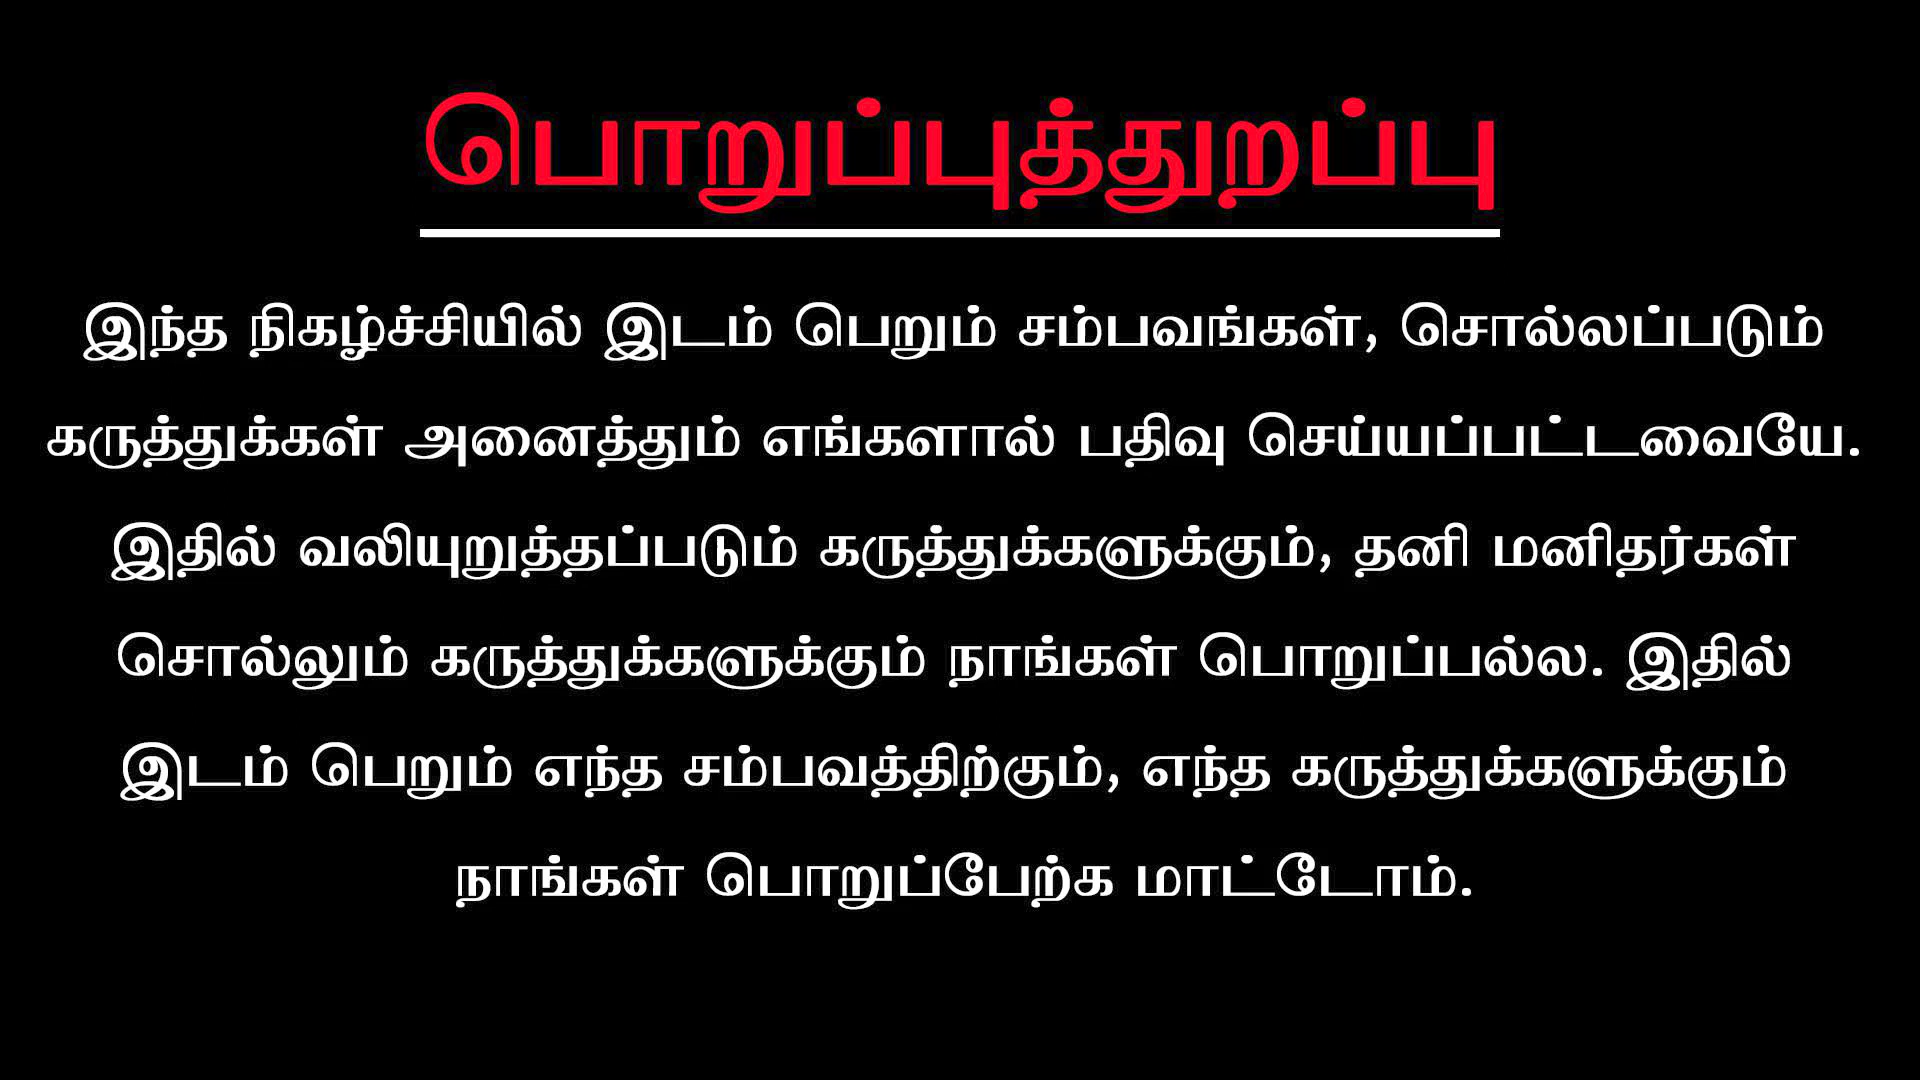 பொறுப்புத்துறப்பு
இந்த நிகழ்ச்சியில் இடம் பெறும் சம்பவங்கள், சொல்லப்படும்
கருத்துக்கள் அனைத்தும் எங்களால் பதிவு செய்யப்பட்டவையே.
இதில் வலியுறுத்தப்படும் கருத்துக்களுக்கும், தனி மனிதர்கள்
சொல்லும் கருத்துக்களுக்கும் நாங்கள் பொறுப்பல்ல. இதில்
இடம் பெறும் எந்த சம்பவத்திற்கும், எந்த கருத்துக்களுக்கும்
நாங்கள் பொறுப்பேற்க மாட்டோம்.